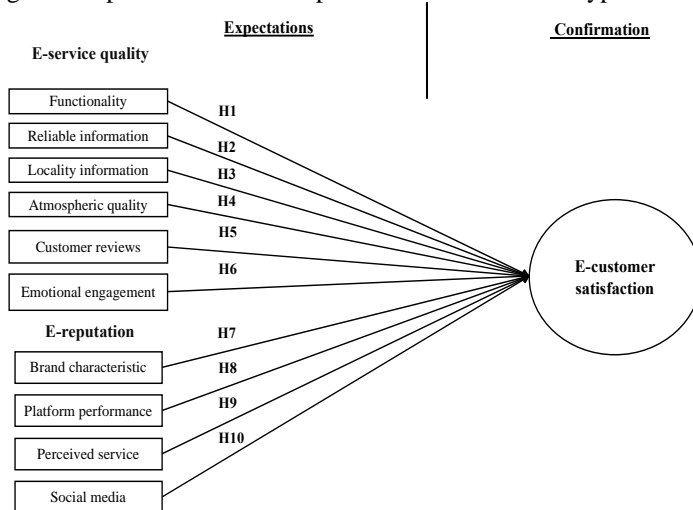 Expectations
Confirmation
E-service quality
Functionality
H1
Reliable information
H2
Locality information
H3
Atmospheric quality
H4
Customer reviews
H5
Emotional engagement
H6
E-customer
satisfaction
E-reputation
Brand characteristic
H7
Platform performance
H8
Perceived service
H9
Social media
H10